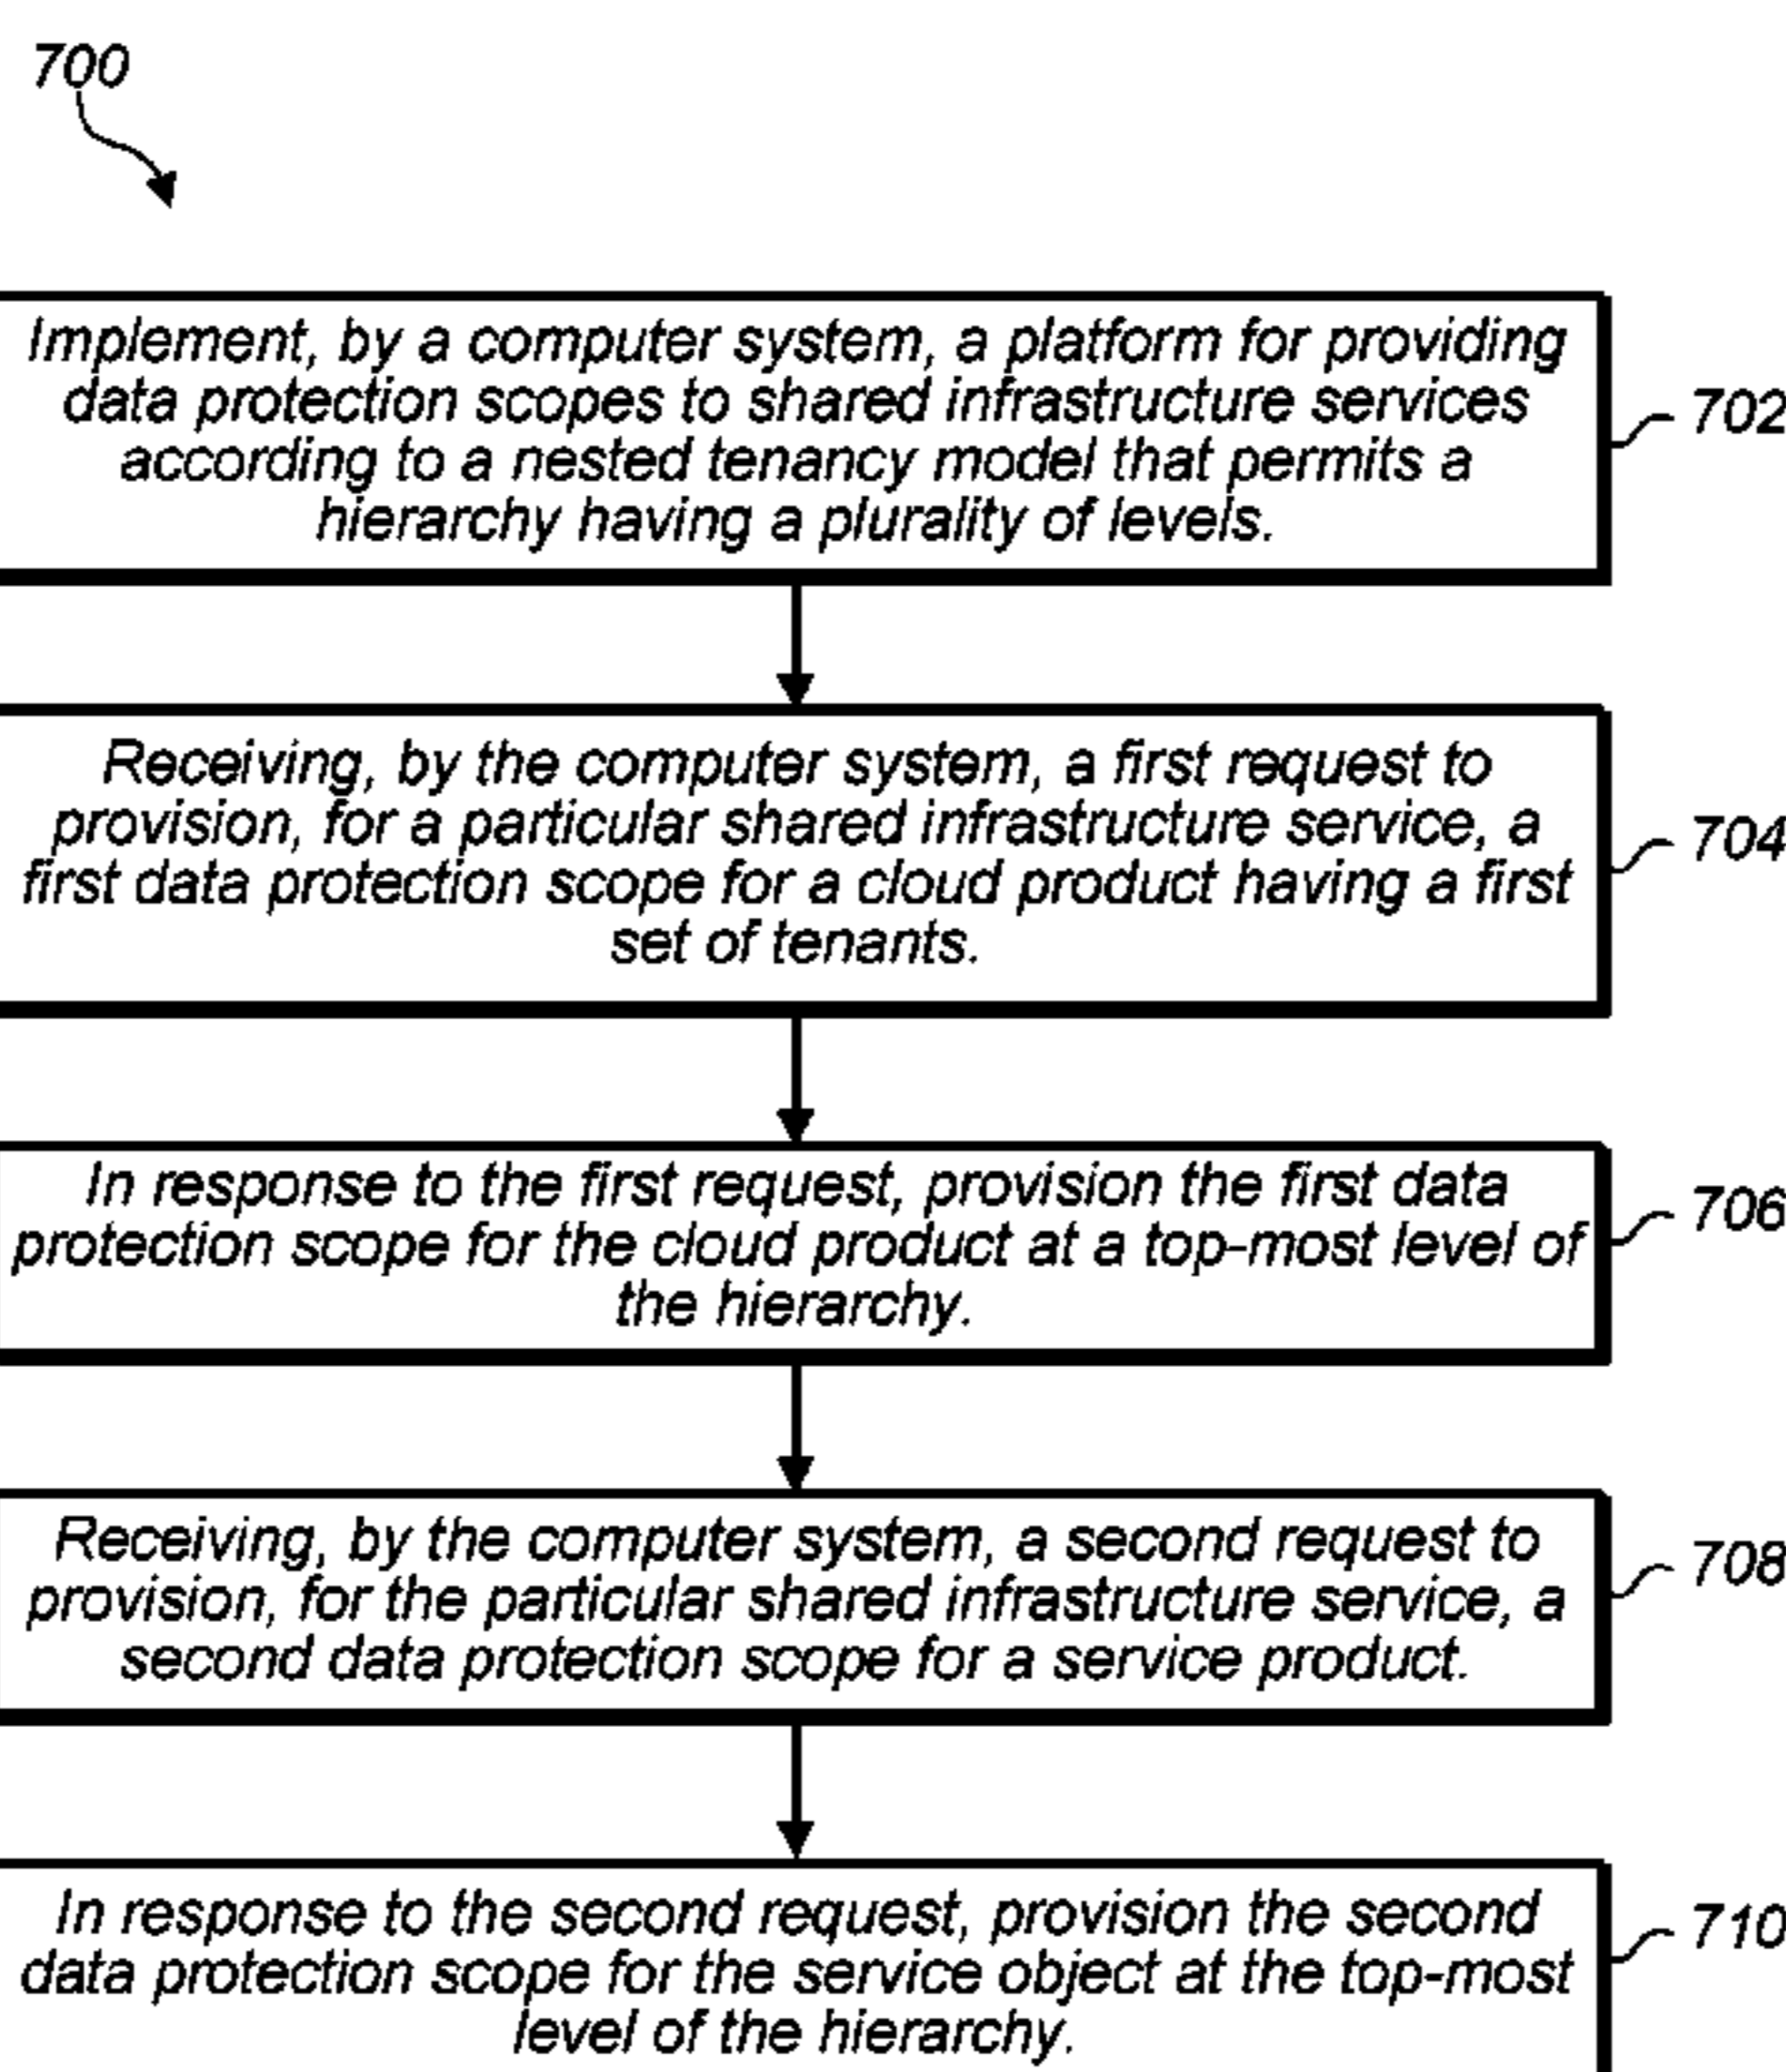 700
Implement, by a computer system, a platform for providing
data protection scopes to shared infrastructure services
according to a nested tenancy model that permits a
hierarchy having a plurality of levels.
702
Receiving, by the computer system, a first request to
provision, for a particular shared infrastructure service, a
first data protection scope for a cloud product having a first
set of tenants.
704
In response to the first request, provision the first data
protection scope for the cloud product at a top-most level of
the hierarchy.
706
Receiving, by the computer system, a second request to
provision, for the particular shared infrastructure service, a
second data protection scope for a service product.
708
In response to the second request, provision the second
data protection scope for the service object at the top-most
level of the hierarchy.
710